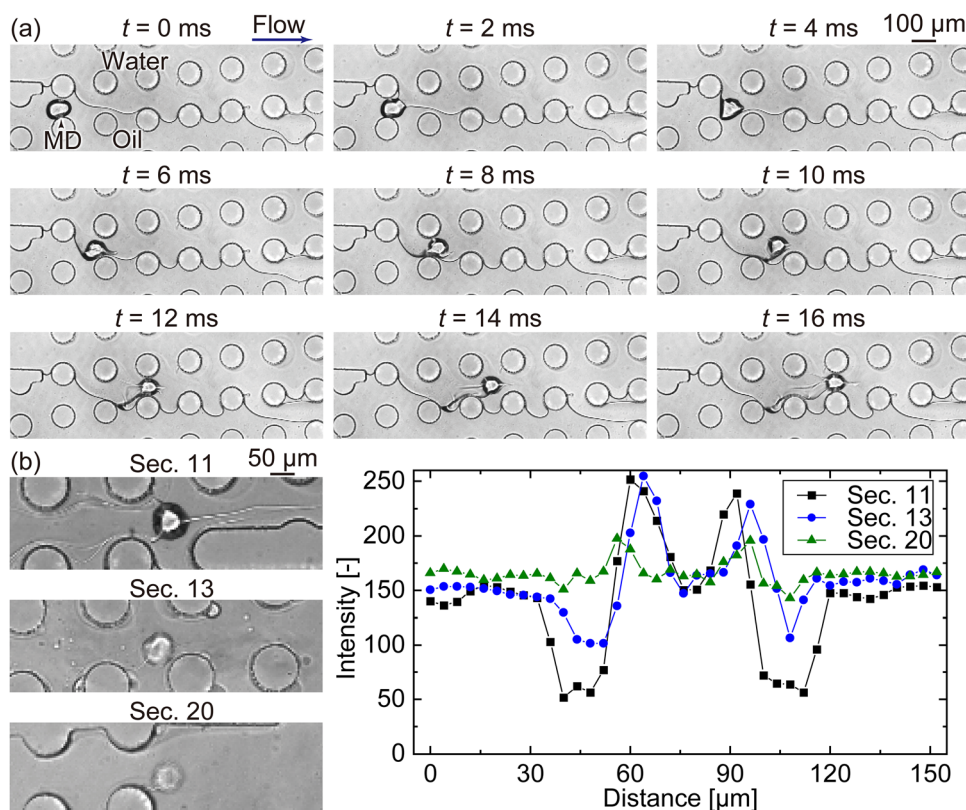 (a)
t = 0 ms
Flow
t = 2 ms
t = 4 ms
100 µm
Water
MD
Oil
t = 6 ms
t = 8 ms
t = 10 ms
t = 12 ms
t = 14 ms
t = 16 ms
(b)
Sec. 11
50 µm
Sec. 13
Sec. 20
250
200
150
100
50
0
Intensity [-]
Sec. 11
Sec. 13
Sec. 20
0 30 60 90 120 150
Distance [µm]